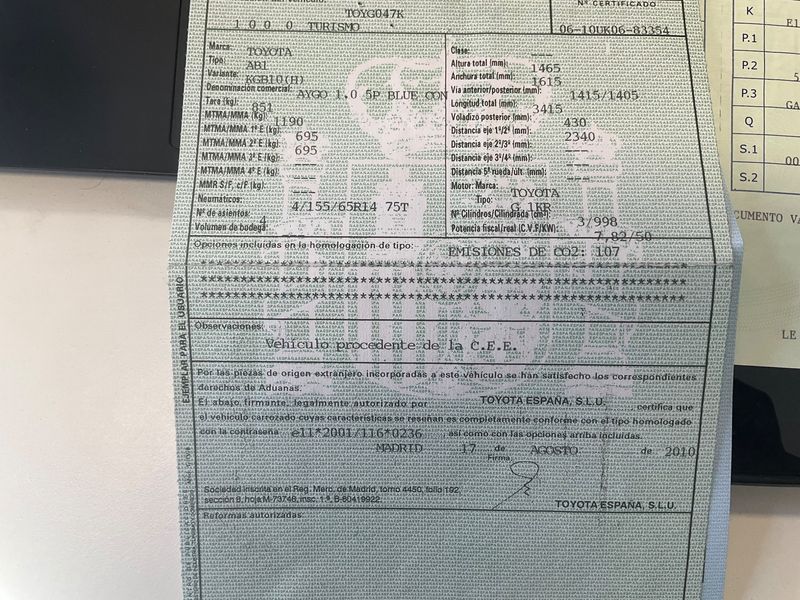 Nº CERTIFICADO
TOYG047K
1 0 0 0 TURISMO
06-10UK06-83354
Marca: TOYOTA
Tipo: AB1
Variante: KGB10(H)
Denominación comercial: AYGO 1.0 5P BLUE CON
Tara (kg): 851
MTMA/MMA (Kg): 1190
MTMA/MMA 1º E (kg): 695
MTMA/MMA 2º E (kg): 695
MTMA/MMA 3º E (kg): ---
MTMA/MMA 4º E (kg):
MMR S/F, c/F (kg): ---
Neumáticos: 4/155/65R14 75T
Nº de asientos: 4
Volumen de bodega: ---
Clase: ---
Altura total (mm): 1465
Anchura total (mm): 1615
Vía anterior/posterior (mm): 1415/1405
Longitud total (mm): 3415
Voladizo posterior (mm): 430
Distancia eje 1º/2º (mm): 2340
Distancia eje 2º/3º (mm): ---
Distancia eje 3º/4º (mm): ---
Distancia 5ª rueda/últ. (mm): ---
Motor: Marca: TOYOTA
Tipo: G 1KR
Nº Cilindros/Cilindrada (cm³): 3/998
Potencia fiscal/real (C.V.F/KW): 7,82/50
Opciones incluidas en la homologación de tipo: EMISIONES DE CO2: 107
Observaciones:
Vehículo procedente de la C.E.E.
Por las piezas de origen extranjero incorporadas a este vehículo se han satisfecho los correspondientes
derechos de Aduanas.
El abajo firmante, legalmente autorizado por TOYOTA ESPAÑA, S.L.U. , certifica que
el vehículo carrozado cuyas características se reseñan es completamente conforme con el tipo homologado
con la contraseña e11*2001/116*0236 , así como con las opciones arriba incluidas.
MADRID 17 de AGOSTO de 2010
Firma,
Sociedad inscrita en el Reg. Merc. de Madrid, tomo 4450, folio 192,
sección 8, hoja M-73748, insc. 1.ª, B-80419922.
TOYOTA ESPAÑA, S.L.U.
Reformas autorizadas:
EJEMPLAR PARA EL USUARIO
K
E1
P.1
P.2
5
P.3
GA
Q
S.1
00
S.2
CUMENTO VA
LE